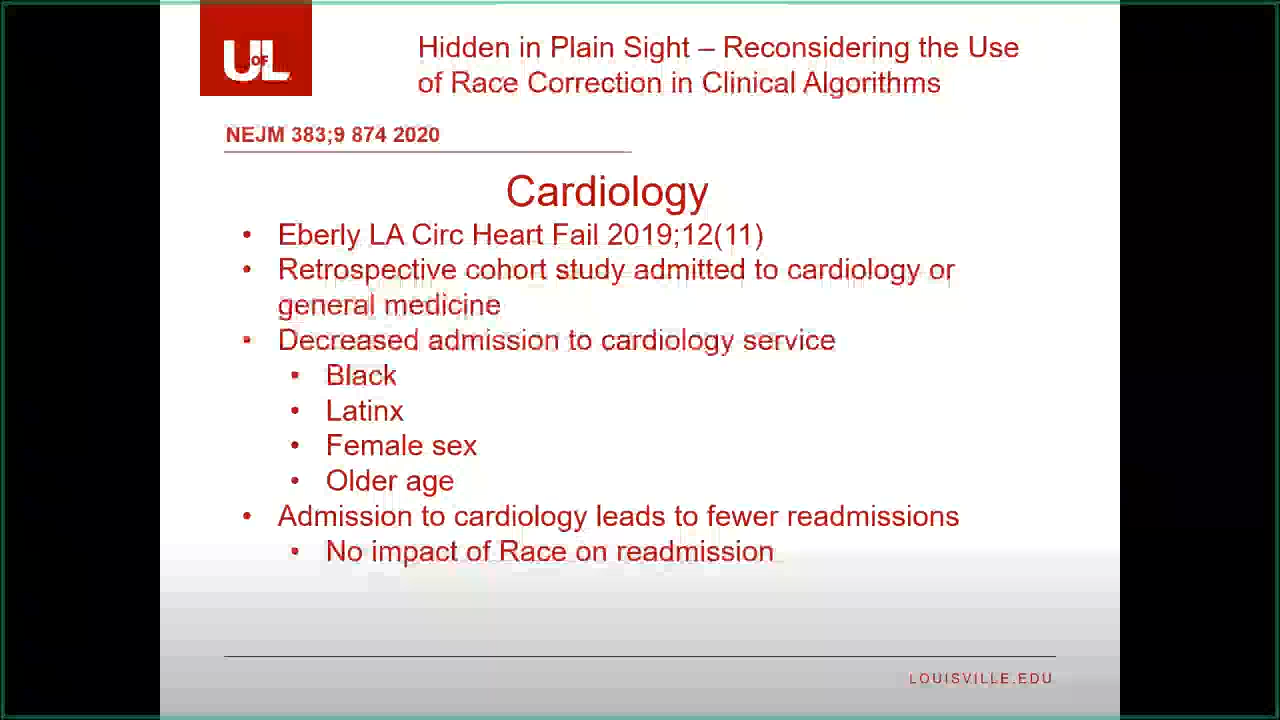 UofL
Hidden in Plain Sight – Reconsidering the Use
of Race Correction in Clinical Algorithms
NEJM 383;9 874 2020
Cardiology
• Eberly LA Circ Heart Fail 2019;12(11)
• Retrospective cohort study admitted to cardiology or
general medicine
• Decreased admission to cardiology service
• Black
• Latinx
• Female sex
• Older age
• Admission to cardiology leads to fewer readmissions
• No impact of Race on readmission
LOUISVILLE.EDU